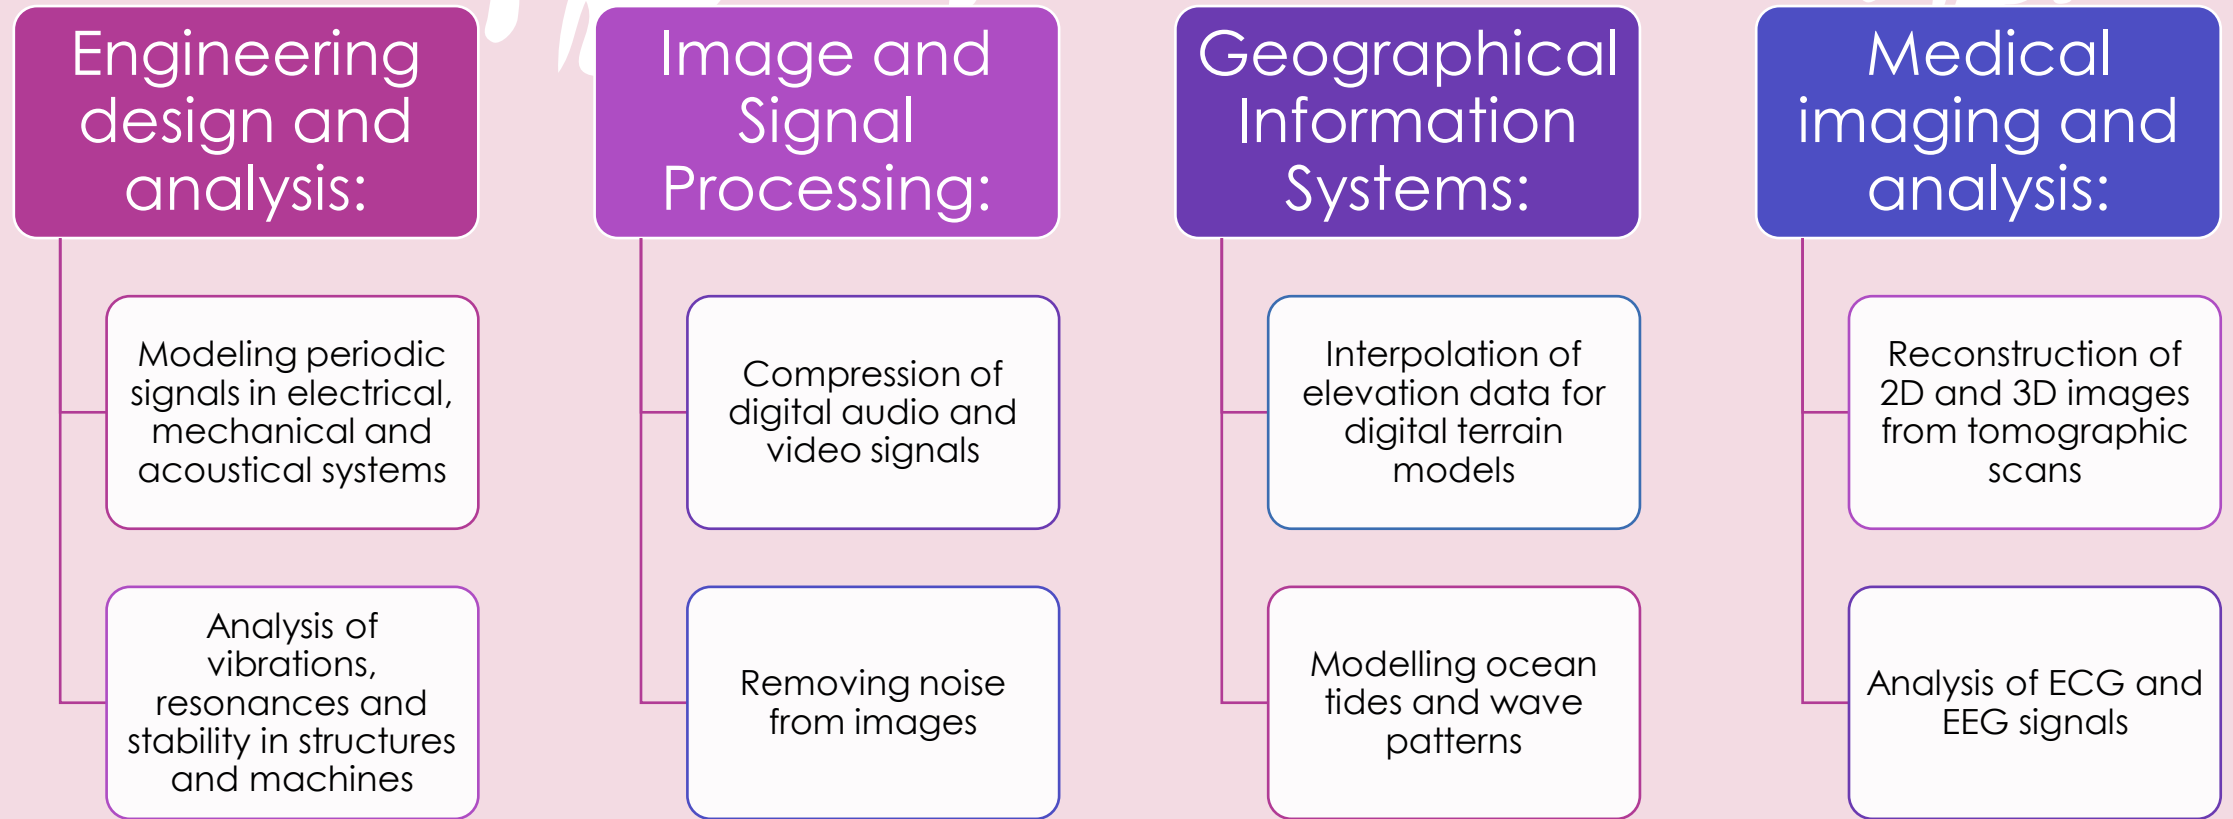 Engineering
design and
analysis:
Modeling periodic
signals in electrical,
mechanical and
acoustical systems
Analysis of
vibrations,
resonances and
stability in structures
and machines
Image and
Signal
Processing:
Compression of
digital audio and
video signals
Removing noise
from images
Geographical
Information
Systems:
Interpolation of
elevation data for
digital terrain
models
Modelling ocean
tides and wave
patterns
Medical
imaging and
analysis:
Reconstruction of
2D and 3D images
from tomographic
scans
Analysis of ECG and
EEG signals